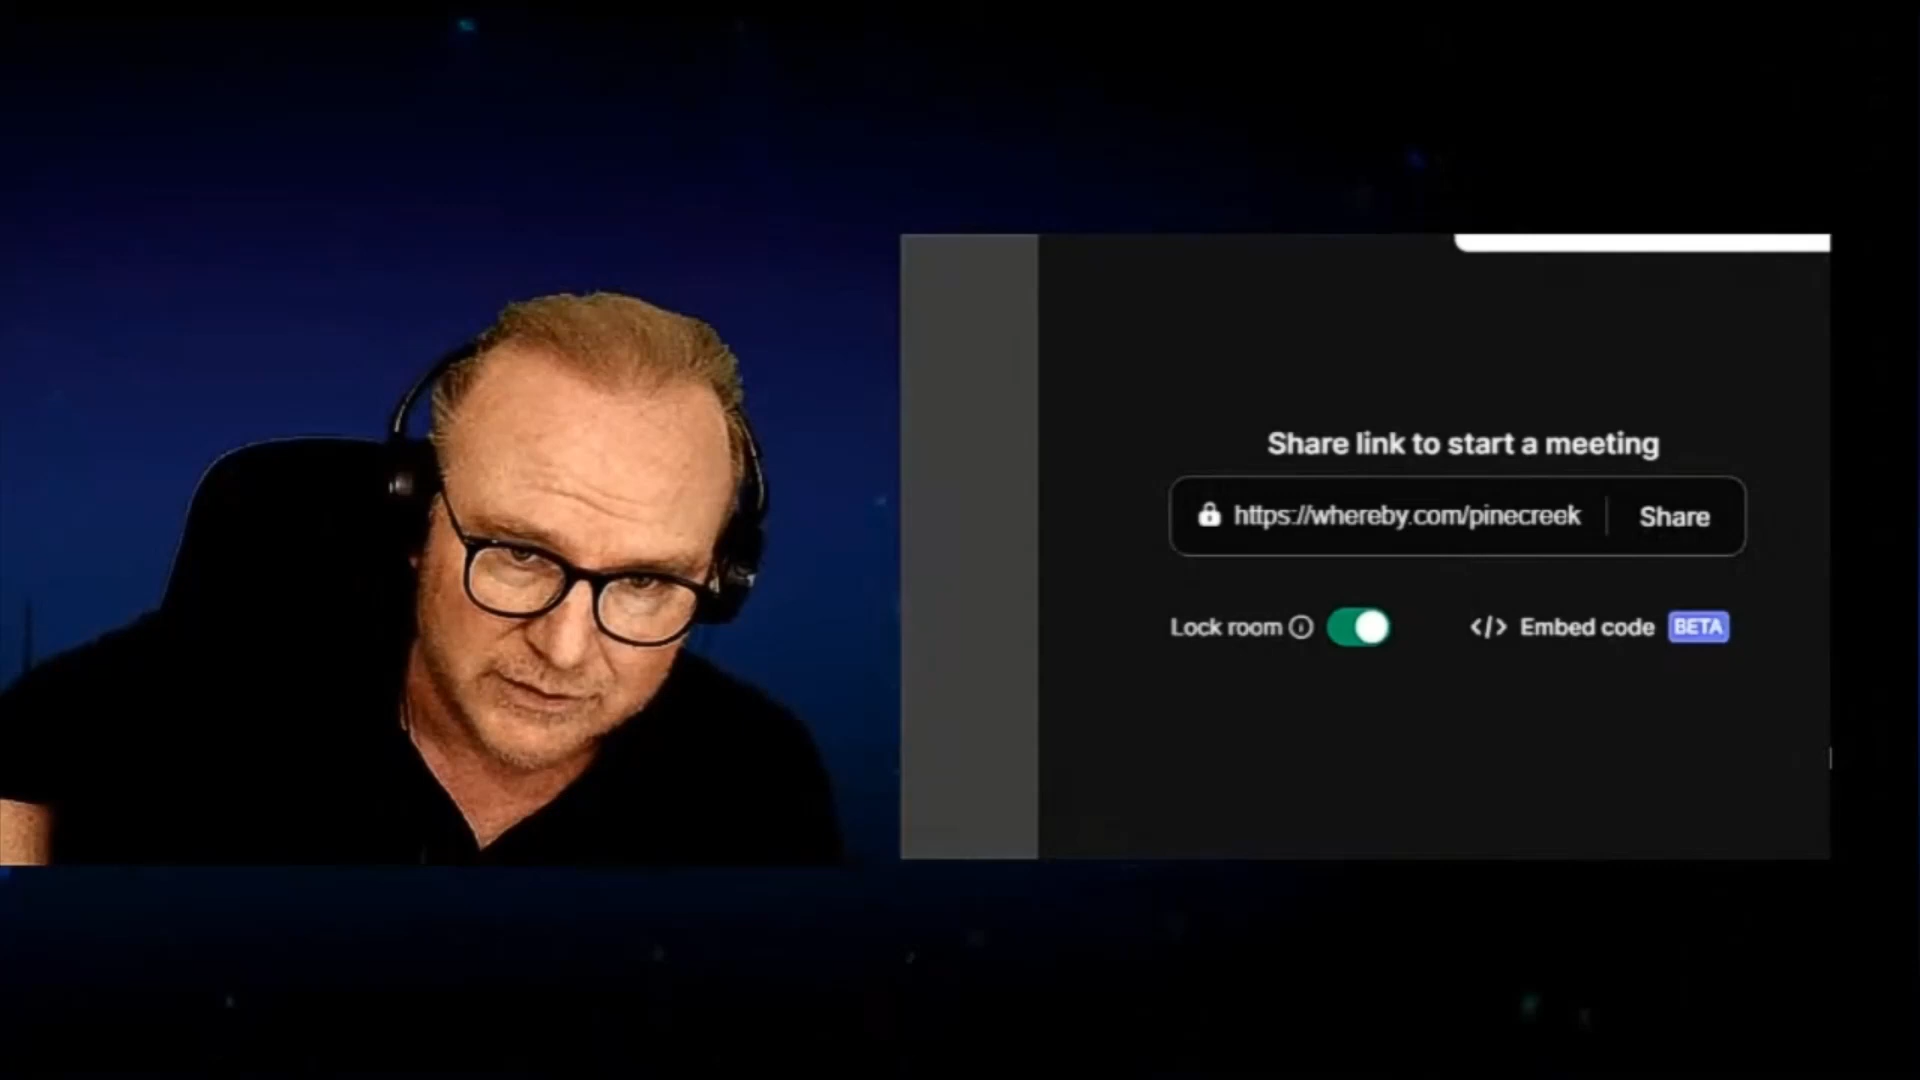 Share link to start a meeting
https://whereby.com/pinecreek Share
Lock room </> Embed code BETA